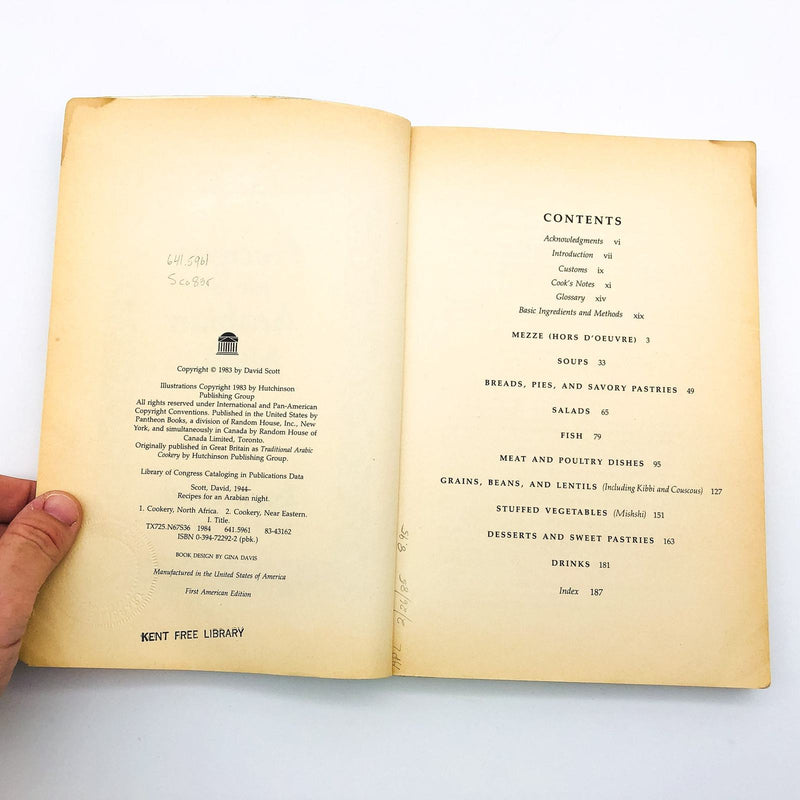 641.5961
Sco83r
Copyright © 1983 by David Scott
Illustrations Copyright 1983 by Hutchinson
Publishing Group
All rights reserved under International and Pan-American
Copyright Conventions. Published in the United States by
Pantheon Books, a division of Random House, Inc., New
York, and simultaneously in Canada by Random House of
Canada Limited, Toronto.
Originally published in Great Britain as Traditional Arabic
Cookery by Hutchinson Publishing Group.
Library of Congress Cataloging in Publications Data
Scott, David, 1944–
Recipes for an Arabian night.
1. Cookery, North Africa. 2. Cookery, Near Eastern.
I. Title.
TX725.N67S36 1984 641.5961 83-43162
ISBN 0-394-72292-2 (pbk.)
BOOK DESIGN BY GINA DAVIS
Manufactured in the United States of America
First American Edition
KENT FREE LIBRARY
CONTENTS
Acknowledgments vi
Introduction vii
Customs ix
Cook's Notes xi
Glossary xiv
Basic Ingredients and Methods xix
MEZZE (HORS D'OEUVRE) 3
SOUPS 33
BREADS, PIES, AND SAVORY PASTRIES 49
SALADS 65
FISH 79
MEAT AND POULTRY DISHES 95
GRAINS, BEANS, AND LENTILS (Including Kibbi and Couscous) 127
STUFFED VEGETABLES (Mishshi) 151
DESSERTS AND SWEET PASTRIES 163
DRINKS 181
Index 187